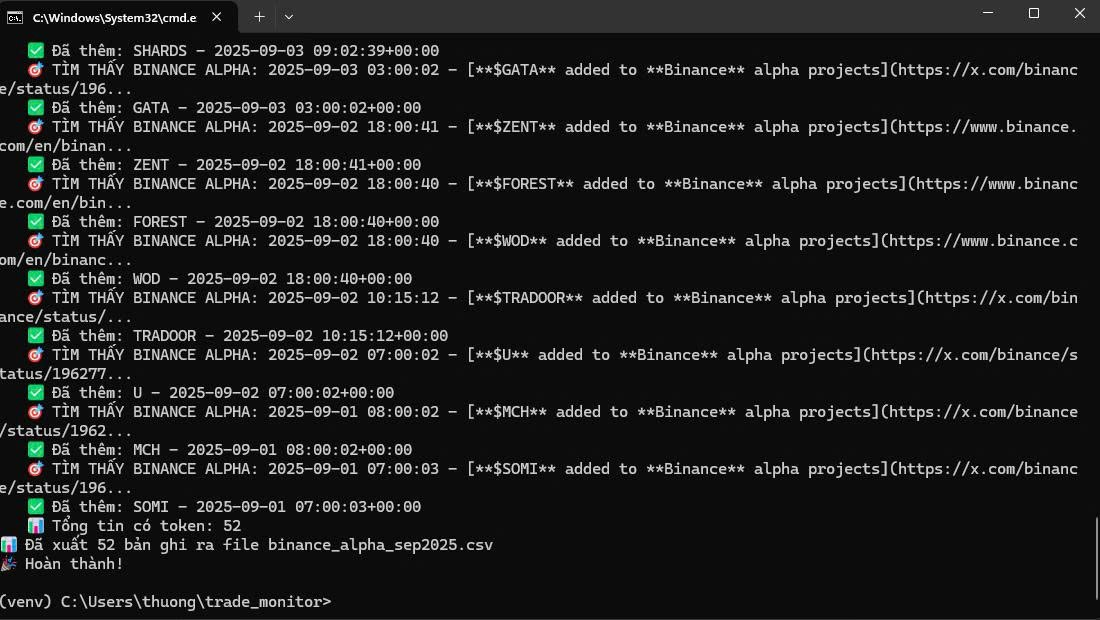 C:\Windows\System32\cmd.e
✅ Đã thêm: SHARDS - 2025-09-03 09:02:39+00:00
🎯 TÌM THẤY BINANCE ALPHA: 2025-09-03 03:00:02 - [**$GATA** added to **Binance** alpha projects](https://x.com/binanc
e/status/196...
✅ Đã thêm: GATA - 2025-09-03 03:00:02+00:00
🎯 TÌM THẤY BINANCE ALPHA: 2025-09-02 18:00:41 - [**$ZENT** added to **Binance** alpha projects](https://www.binance.
com/en/binan...
✅ Đã thêm: ZENT - 2025-09-02 18:00:41+00:00
🎯 TÌM THẤY BINANCE ALPHA: 2025-09-02 18:00:40 - [**$FOREST** added to **Binance** alpha projects](https://www.binanc
e.com/en/bin...
✅ Đã thêm: FOREST - 2025-09-02 18:00:40+00:00
🎯 TÌM THẤY BINANCE ALPHA: 2025-09-02 18:00:40 - [**$WOD** added to **Binance** alpha projects](https://www.binance.c
om/en/binanc...
✅ Đã thêm: WOD - 2025-09-02 18:00:40+00:00
🎯 TÌM THẤY BINANCE ALPHA: 2025-09-02 10:15:12 - [**$TRADOOR** added to **Binance** alpha projects](https://x.com/bin
ance/status/...
✅ Đã thêm: TRADOOR - 2025-09-02 10:15:12+00:00
🎯 TÌM THẤY BINANCE ALPHA: 2025-09-02 07:00:02 - [**$U** added to **Binance** alpha projects](https://x.com/binance/s
tatus/196277...
✅ Đã thêm: U - 2025-09-02 07:00:02+00:00
🎯 TÌM THẤY BINANCE ALPHA: 2025-09-01 08:00:02 - [**$MCH** added to **Binance** alpha projects](https://x.com/binance
/status/1962...
✅ Đã thêm: MCH - 2025-09-01 08:00:02+00:00
🎯 TÌM THẤY BINANCE ALPHA: 2025-09-01 07:00:03 - [**$SOMI** added to **Binance** alpha projects](https://x.com/binanc
e/status/196...
✅ Đã thêm: SOMI - 2025-09-01 07:00:03+00:00
📊 Tổng tin có token: 52
📊 Đã xuất 52 bản ghi ra file binance_alpha_sep2025.csv
🎉 Hoàn thành!
(venv) C:\Users\thuong\trade_monitor>